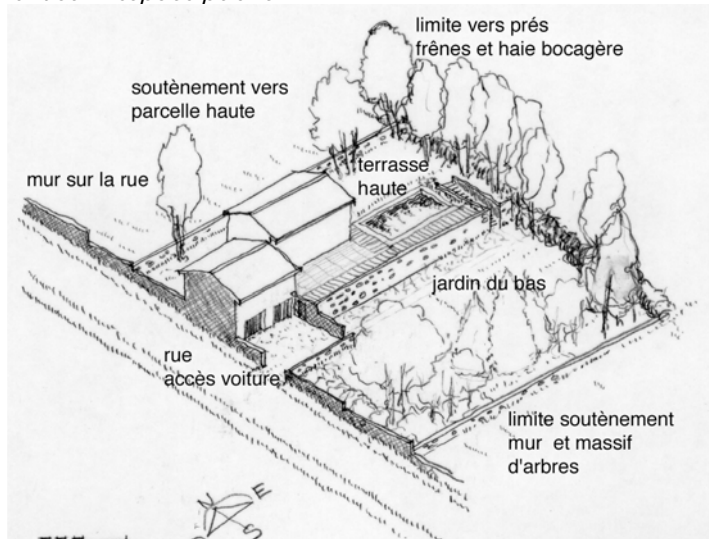 limite vers prés
frênes et haie bocagère
soutènement vers
parcelle haute
mur sur la rue
terrasse
haute
jardin du bas
rue
accès voiture
limite soutènement
mur et massif
d'arbres
N E
S